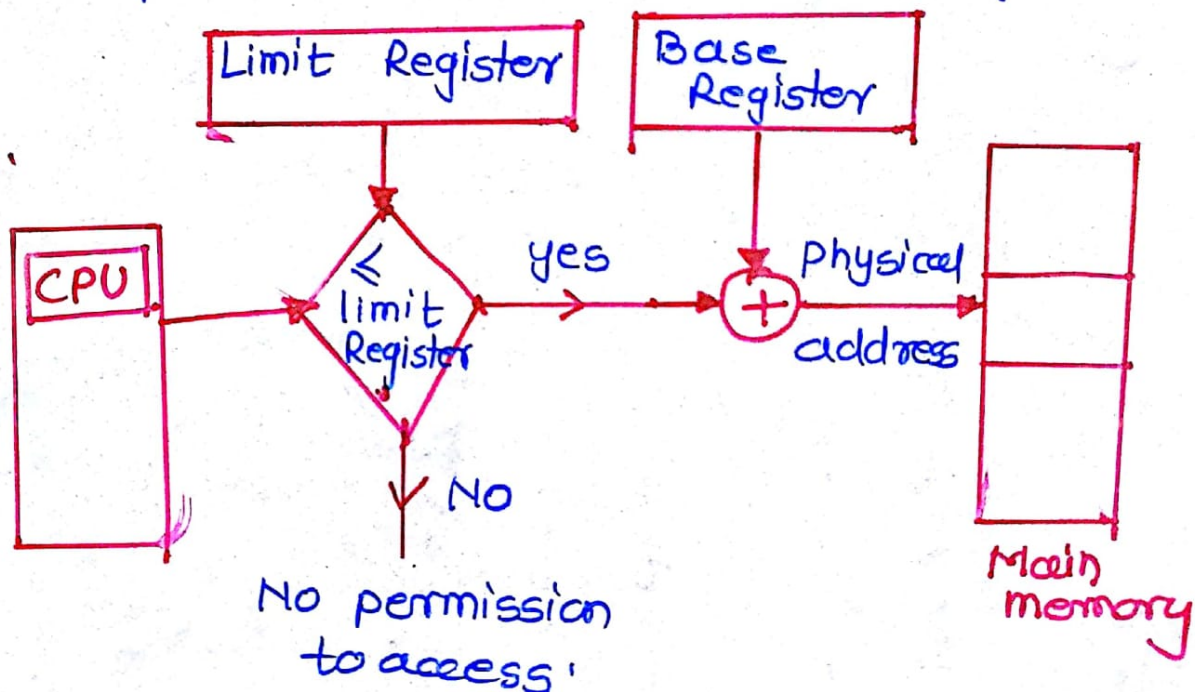 Limit Register
Base
Register
CPU
≤
limit
Register
yes
+
Physical
address
No
No permission
to access
Main
memory